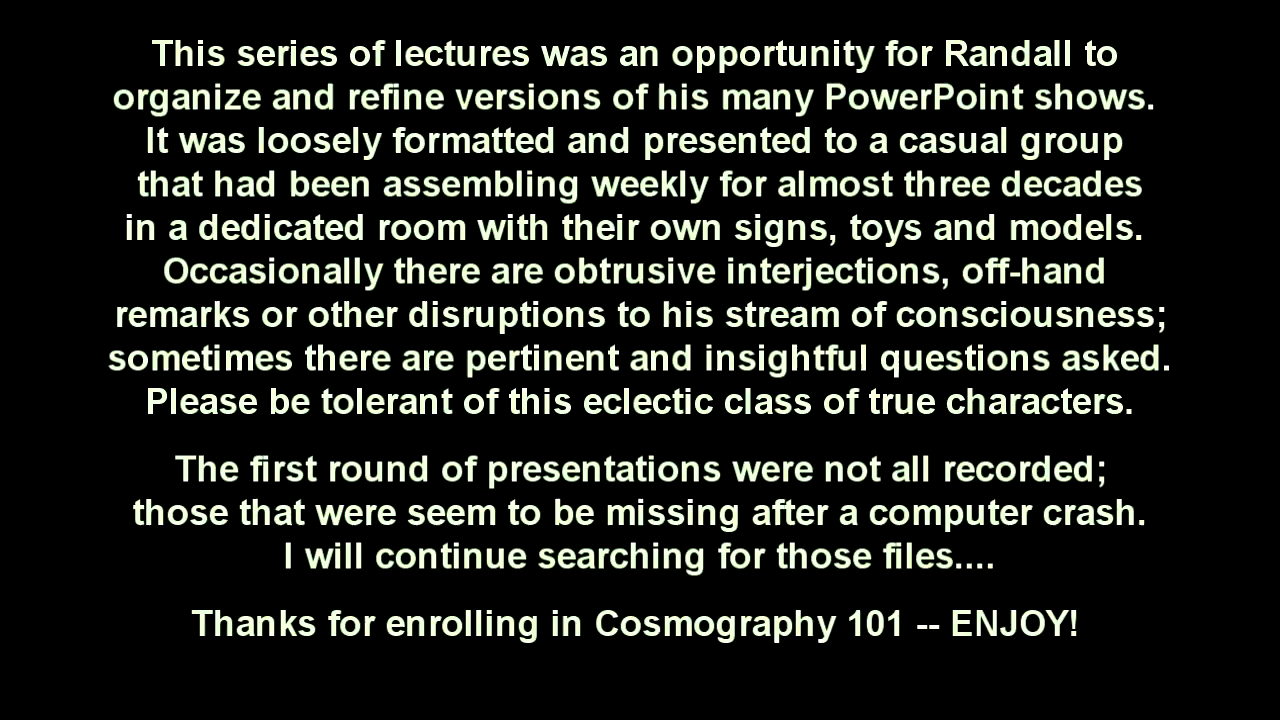 This series of lectures was an opportunity for Randall to
organize and refine versions of his many PowerPoint shows.
It was loosely formatted and presented to a casual group
that had been assembling weekly for almost three decades
in a dedicated room with their own signs, toys and models.
Occasionally there are obtrusive interjections, off-hand
remarks or other disruptions to his stream of consciousness;
sometimes there are pertinent and insightful questions asked.
Please be tolerant of this eclectic class of true characters.
The first round of presentations were not all recorded;
those that were seem to be missing after a computer crash.
I will continue searching for those files....
Thanks for enrolling in Cosmography 101 -- ENJOY!